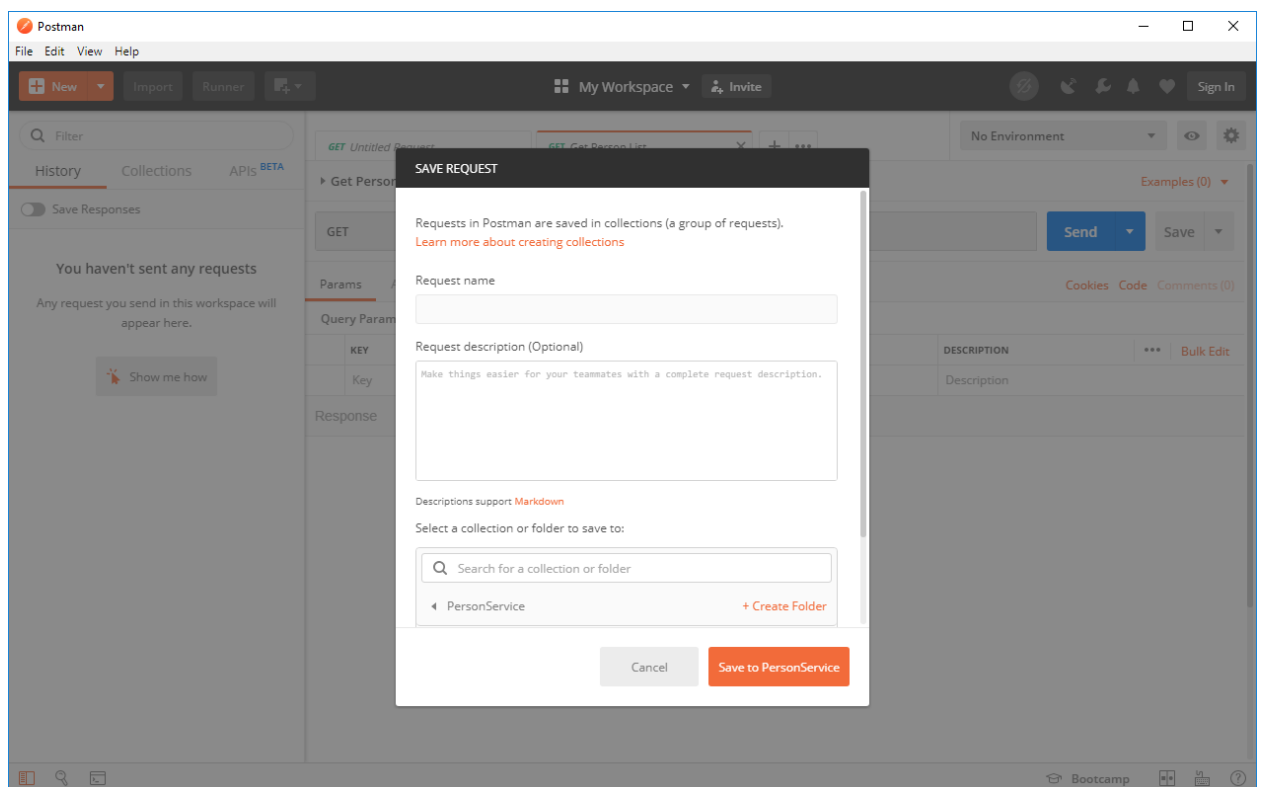 Postman
File Edit View Help
New Import Runner My Workspace Invite Sign In
Filter
History Collections APIs BETA
Save Responses
You haven't sent any requests
Any request you send in this workspace will
appear here.
Show me how
GET Untitled Request GET Get Person List
No Environment
Get Person
Examples (0)
GET
Send Save
Params
Cookies Code Comments (0)
Query Param
KEY DESCRIPTION Bulk Edit
Key Description
Response
SAVE REQUEST
Requests in Postman are saved in collections (a group of requests).
Learn more about creating collections
Request name
Request description (Optional)
Make things easier for your teammates with a complete request description.
Descriptions support Markdown
Select a collection or folder to save to:
Search for a collection or folder
PersonService + Create Folder
Cancel Save to PersonService
Bootcamp